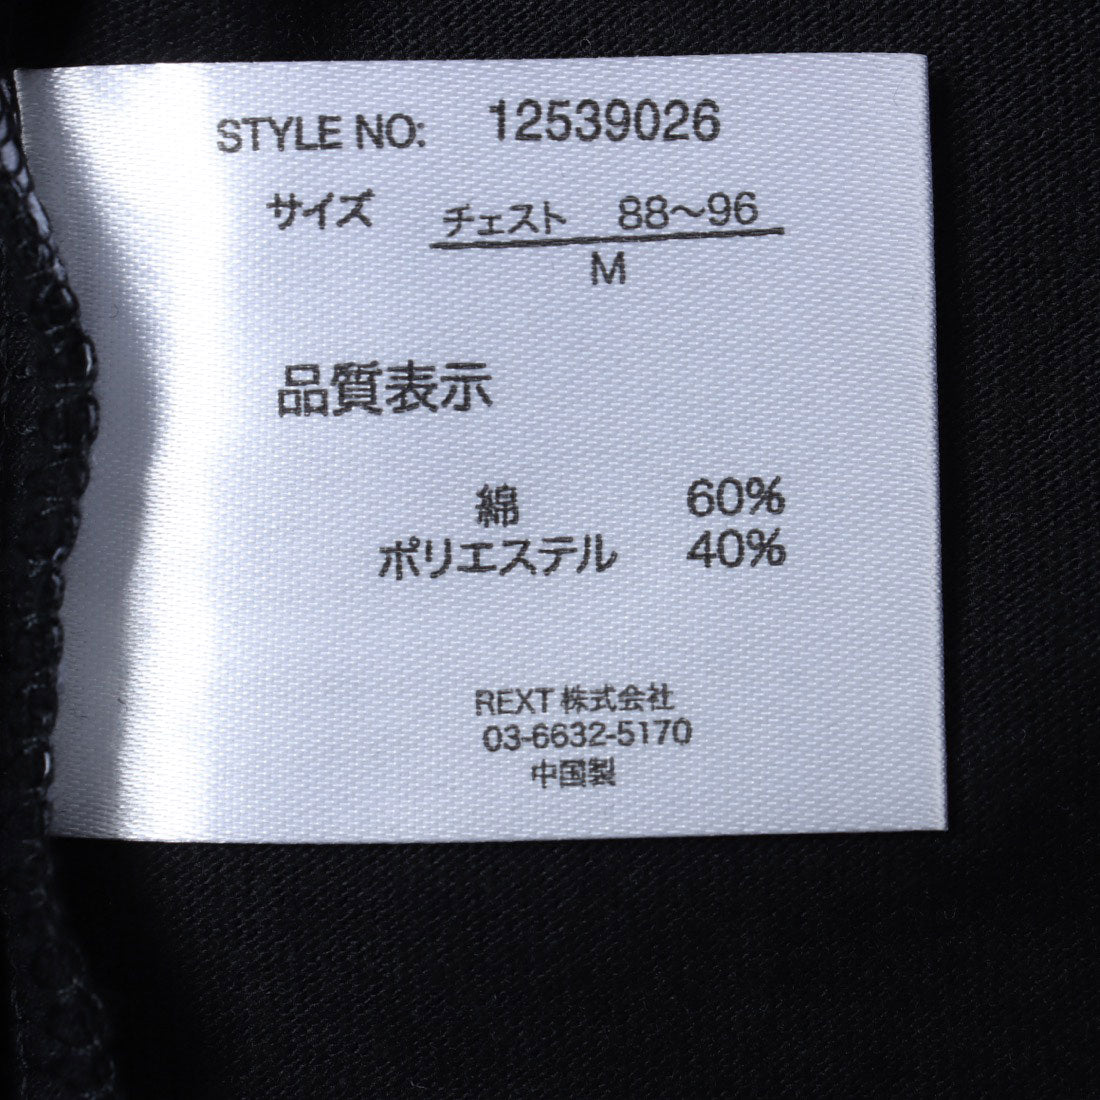 STYLE NO: 12539026
サイズ チェスト 88〜96
M
品質表示
綿 60%
ポリエステル 40%
REXT 株式会社
03-6632-5170
中国製